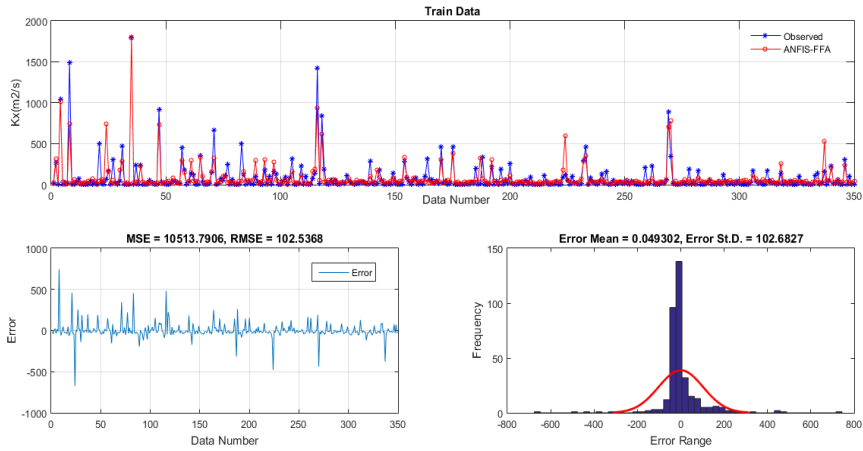 Train Data
2000
1500
1000
500
0
Kx(m2/s)
Observed
ANFIS-FFA
0 50 100 150 200 250 300 350
Data Number
MSE = 10513.7906, RMSE = 102.5368
1000
500
0
-500
-1000
Error
Error
0 50 100 150 200 250 300 350
Data Number
Error Mean = 0.049302, Error St.D. = 102.6827
150
100
50
0
Frequency
-800 -600 -400 -200 0 200 400 600 800
Error Range